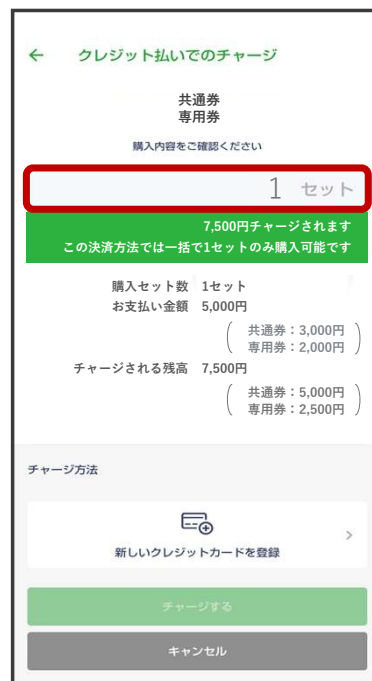 ← クレジット払いでのチャージ
共通券
専用券
購入内容をご確認ください
1 セット
7,500円チャージされます
この決済方法では一括で1セットのみ購入可能です
購入セット数 1セット
お支払い金額 5,000円
(共通券：3,000円
専用券：2,000円)
チャージされる残高 7,500円
(共通券：5,000円
専用券：2,500円)
チャージ方法
新しいクレジットカードを登録 >
チャージする
キャンセル